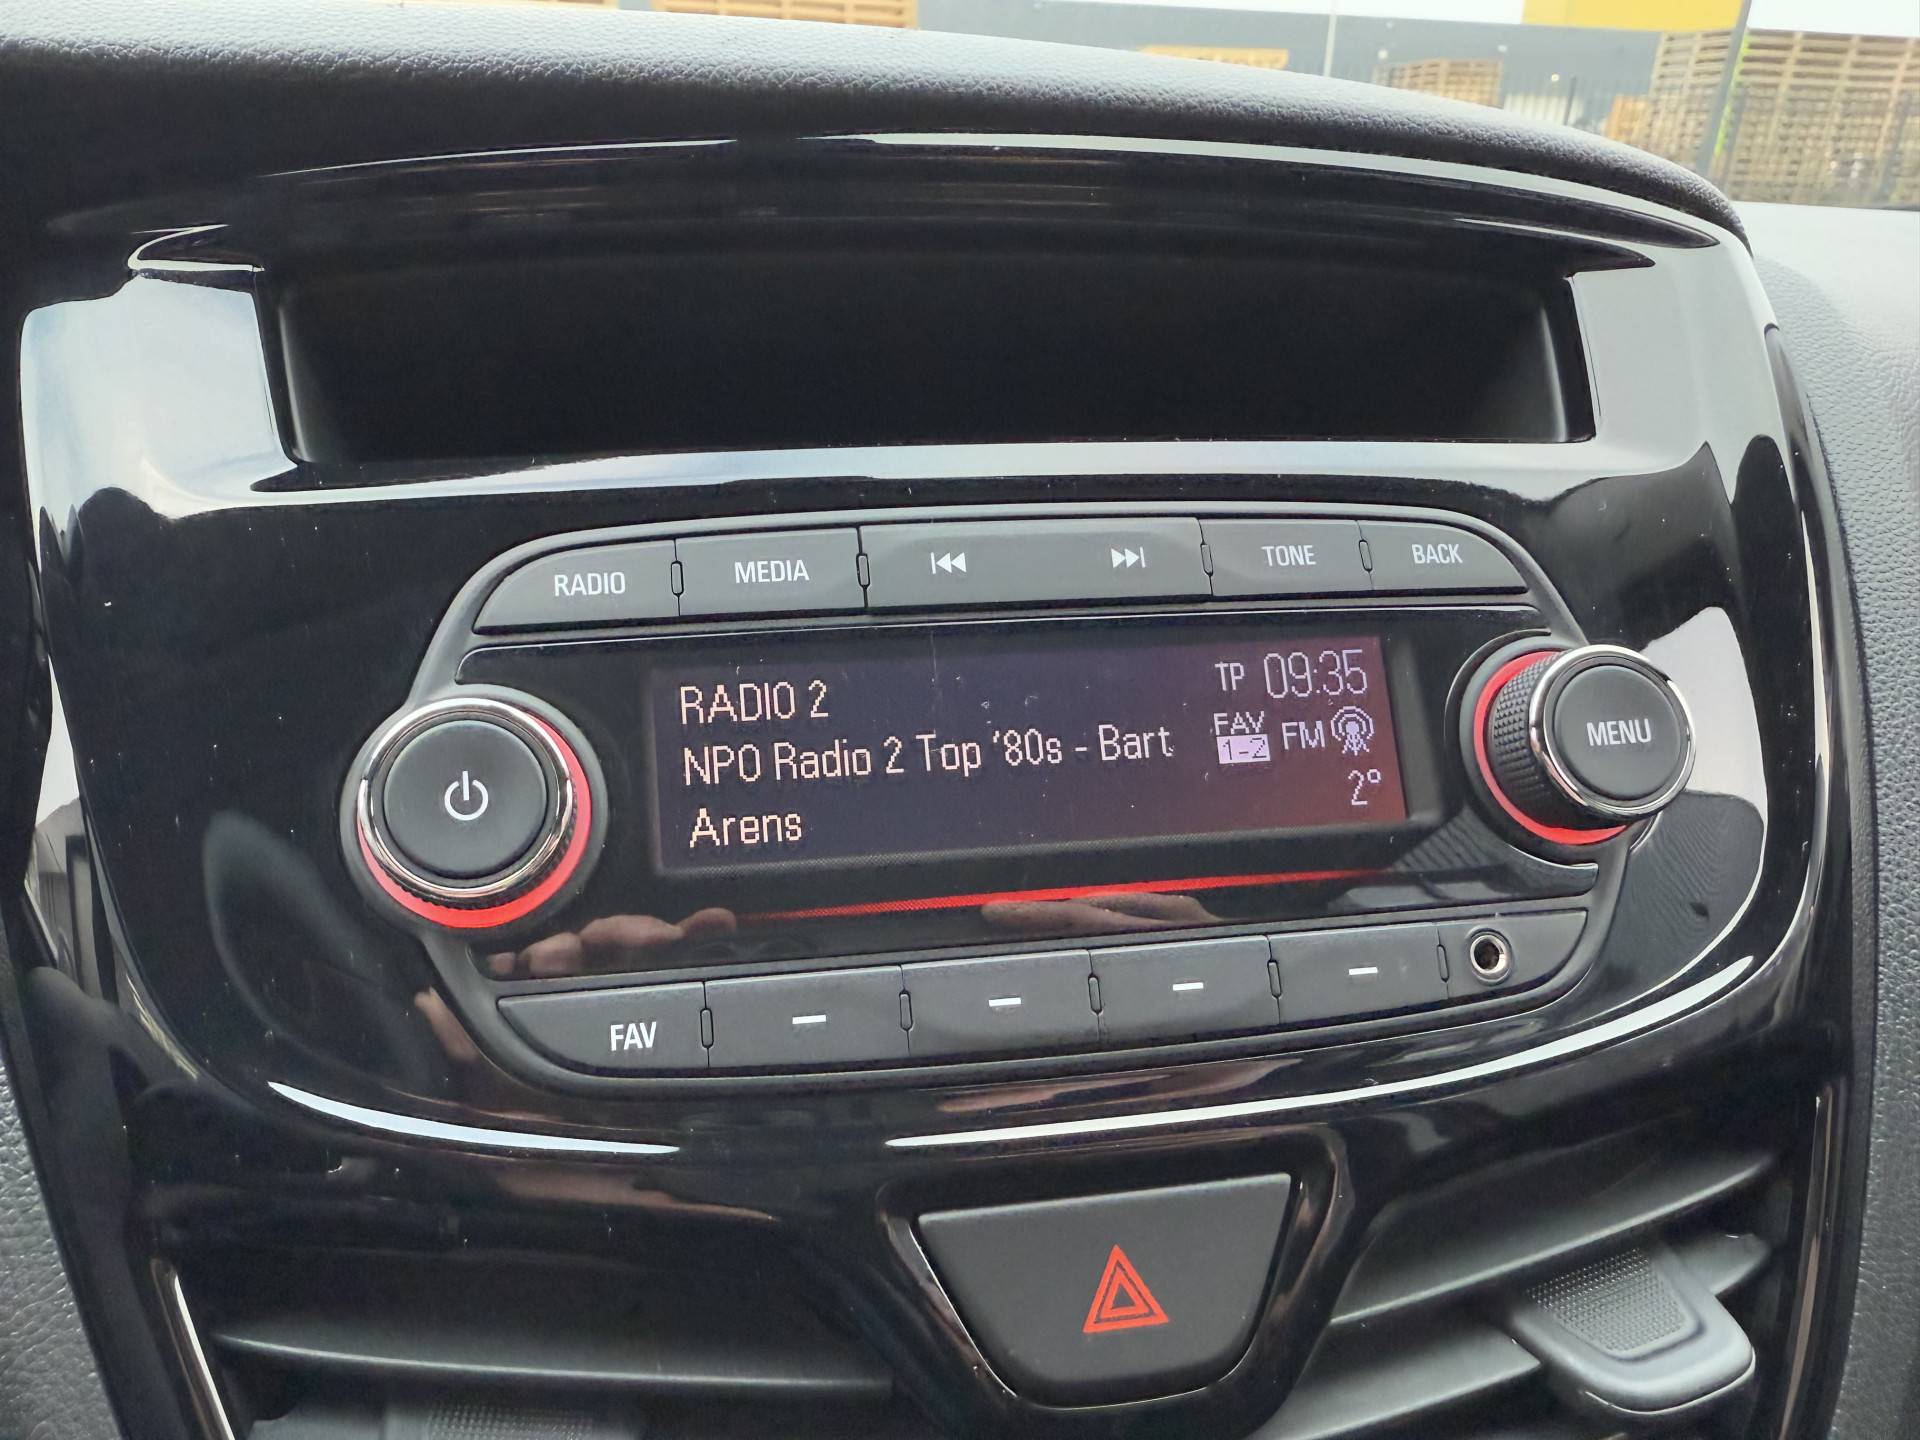 RADIO
MEDIA
TONE
BACK
RADIO 2
TP 09:35
NPO Radio 2 Top '80s - Bart
FAV
1-2
FM
2°
Arens
MENU
FAV